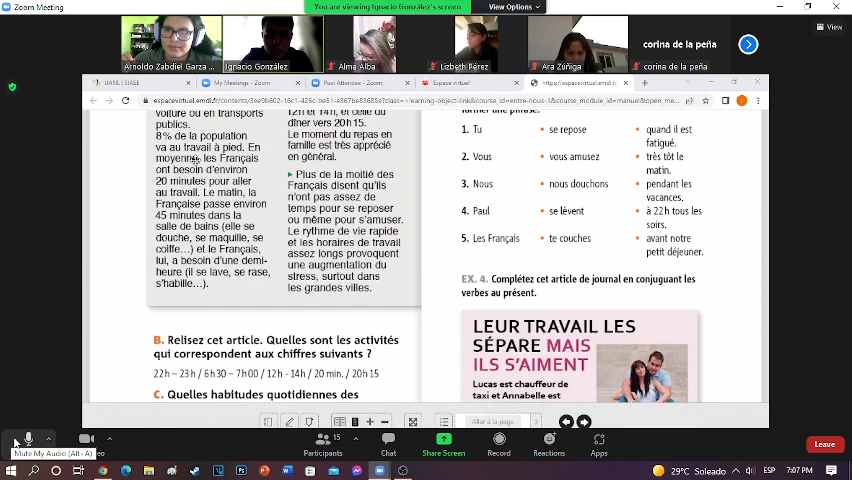 Zoom Meeting
You are viewing Ignacio González's screen
View Options
Arnoldo Zabdiel Garza ...
Ignacio González
Alma Alba
Lizbeth Pérez
Ara Zúñiga
corina de la peña
corina de la peña
View
UANL | SIASE
My Meetings - Zoom
Post Attendee - Zoom
Espace virtuel
voiture ou en transports
publics.
8% de la population
va au travail à pied. En
moyenne, les Français
ont besoin d'environ
20 minutes pour aller
au travail. Le matin, la
Française passe environ
45 minutes dans la
salle de bains (elle se
douche, se maquille, se
coiffe...) et le Français,
lui, a besoin d'une demi-
heure (il se lave, se rase,
s'habille...).
12h et 14h, et celui du
dîner vers 20h15.
Le moment du repas en
famille est très apprécié
en général.
Plus de la moitié des
Français disent qu'ils
n'ont pas assez de
temps pour se reposer
ou même pour s'amuser.
Le rythme de vie rapide
et les horaires de travail
assez longs provoquent
une augmentation du
stress, surtout dans
les grandes villes.
B. Relisez cet article. Quelles sont les activités
qui correspondent aux chiffres suivants ?
22h – 23h / 6h30 – 7h00 / 12h - 14h / 20 min. / 20h15
C. Quelles habitudes quotidiennes des
former une phrase.
1. Tu • se repose • quand il est
fatigué.
2. Vous • vous amusez • très tôt le
matin.
3. Nous • nous douchons • pendant les
vacances.
4. Paul • se lèvent • à 22h tous les
soirs.
5. Les Français • te couches • avant notre
petit déjeuner.
EX. 4. Complétez cet article de journal en conjuguant les
verbes au présent.
LEUR TRAVAIL LES
SÉPARE MAIS
ILS S'AIMENT
Lucas est chauffeur de
taxi et Annabelle est
Aller à la page
Mute My Audio (Alt+A)
Participants
15
Chat
Share Screen
Record
Reactions
Apps
Leave
29°C Soleado
ESP
7:07 PM